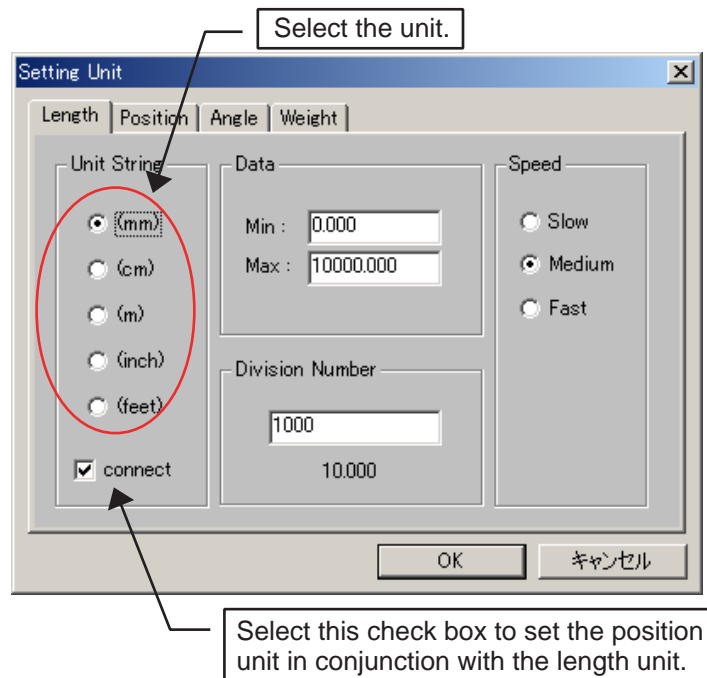 Select the unit.
Setting Unit
Length Position Angle Weight
Unit String
(mm)
(cm)
(m)
(inch)
(feet)
connect
Data
Min : 0.000
Max : 10000.000
Division Number
1000
10.000
Speed
Slow
Medium
Fast
OK キャンセル
Select this check box to set the position
unit in conjunction with the length unit.